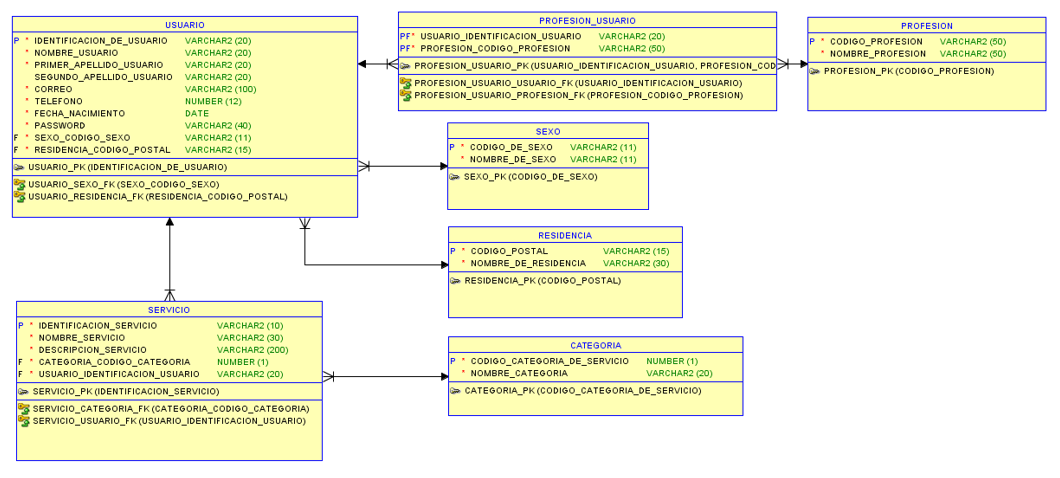 USUARIO
P * IDENTIFICACION_DE_USUARIO VARCHAR2 (20)
* NOMBRE_USUARIO VARCHAR2 (20)
* PRIMER_APELLIDO_USUARIO VARCHAR2 (20)
SEGUNDO_APELLIDO_USUARIO VARCHAR2 (20)
* CORREO VARCHAR2 (100)
* TELEFONO NUMBER (12)
* FECHA_NACIMIENTO DATE
* PASSWORD VARCHAR2 (40)
F * SEXO_CODIGO_SEXO VARCHAR2 (11)
F * RESIDENCIA_CODIGO_POSTAL VARCHAR2 (15)
USUARIO_PK (IDENTIFICACION_DE_USUARIO)
USUARIO_SEXO_FK (SEXO_CODIGO_SEXO)
USUARIO_RESIDENCIA_FK (RESIDENCIA_CODIGO_POSTAL)
PROFESION_USUARIO
PF* USUARIO_IDENTIFICACION_USUARIO VARCHAR2 (20)
PF* PROFESION_CODIGO_PROFESION VARCHAR2 (50)
PROFESION_USUARIO_PK (USUARIO_IDENTIFICACION_USUARIO, PROFESION_COD
PROFESION_USUARIO_USUARIO_FK (USUARIO_IDENTIFICACION_USUARIO)
PROFESION_USUARIO_PROFESION_FK (PROFESION_CODIGO_PROFESION)
PROFESION
P * CODIGO_PROFESION VARCHAR2 (50)
* NOMBRE_PROFESION VARCHAR2 (50)
PROFESION_PK (CODIGO_PROFESION)
SEXO
P * CODIGO_DE_SEXO VARCHAR2 (11)
* NOMBRE_DE_SEXO VARCHAR2 (11)
SEXO_PK (CODIGO_DE_SEXO)
RESIDENCIA
P * CODIGO_POSTAL VARCHAR2 (15)
* NOMBRE_DE_RESIDENCIA VARCHAR2 (30)
RESIDENCIA_PK (CODIGO_POSTAL)
SERVICIO
P * IDENTIFICACION_SERVICIO VARCHAR2 (10)
* NOMBRE_SERVICIO VARCHAR2 (30)
* DESCRIPCION_SERVICIO VARCHAR2 (200)
F * CATEGORIA_CODIGO_CATEGORIA NUMBER (1)
F * USUARIO_IDENTIFICACION_USUARIO VARCHAR2 (20)
SERVICIO_PK (IDENTIFICACION_SERVICIO)
SERVICIO_CATEGORIA_FK (CATEGORIA_CODIGO_CATEGORIA)
SERVICIO_USUARIO_FK (USUARIO_IDENTIFICACION_USUARIO)
CATEGORIA
P * CODIGO_CATEGORIA_DE_SERVICIO NUMBER (1)
* NOMBRE_CATEGORIA VARCHAR2 (20)
CATEGORIA_PK (CODIGO_CATEGORIA_DE_SERVICIO)